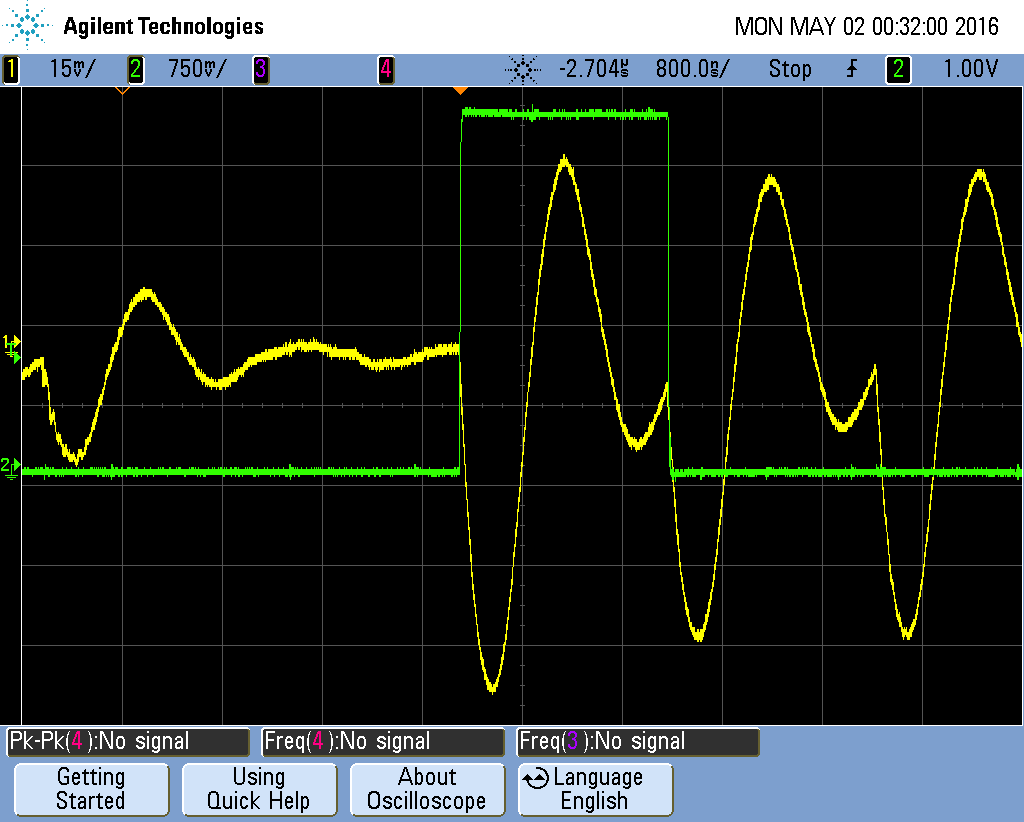 Agilent Technologies MON MAY 02 00:32:00 2016
1 15mV/ 2 750mV/ 3 4 -2.704us 800.0ns/ Stop 2 1.00V
1
2
Pk-Pk(4):No signal Freq(4):No signal Freq(3):No signal
Getting Started Using Quick Help About Oscilloscope Language English